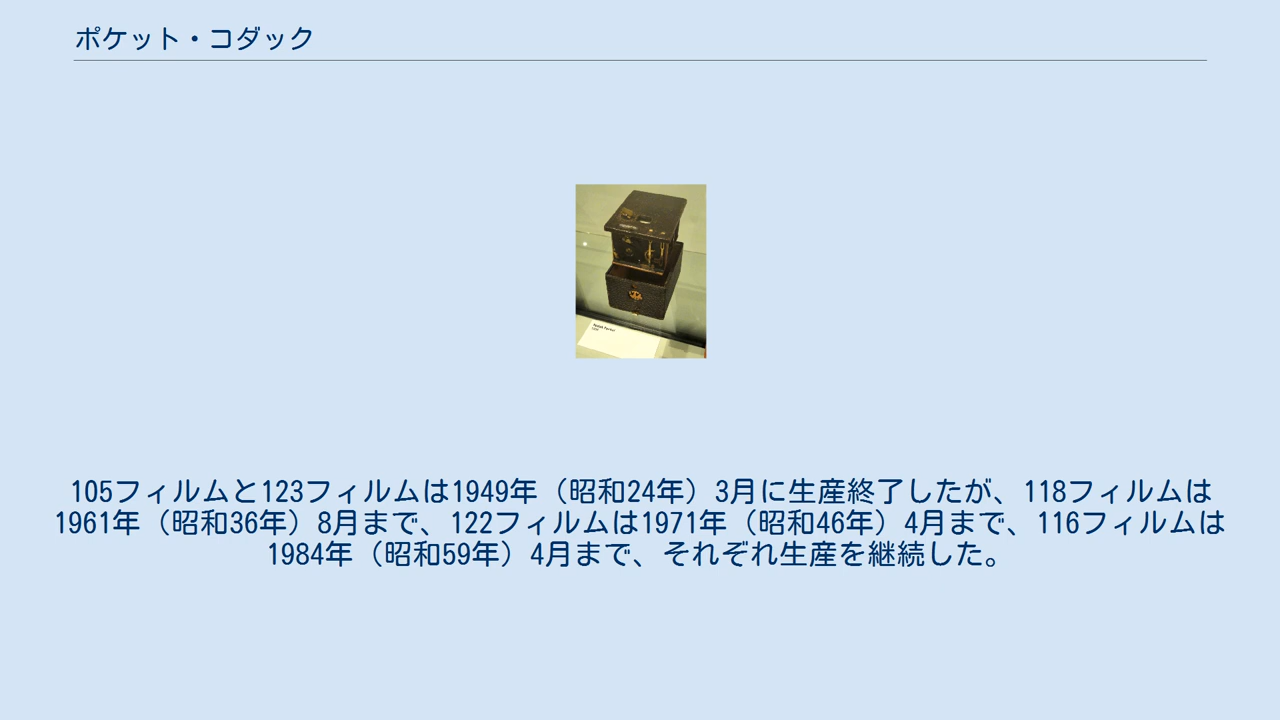 ポケット・コダック
105フィルムと123フィルムは1949年（昭和24年）3月に生産終了したが、118フィルムは
1961年（昭和36年）8月まで、122フィルムは1971年（昭和46年）4月まで、116フィルムは
1984年（昭和59年）4月まで、それぞれ生産を継続した。